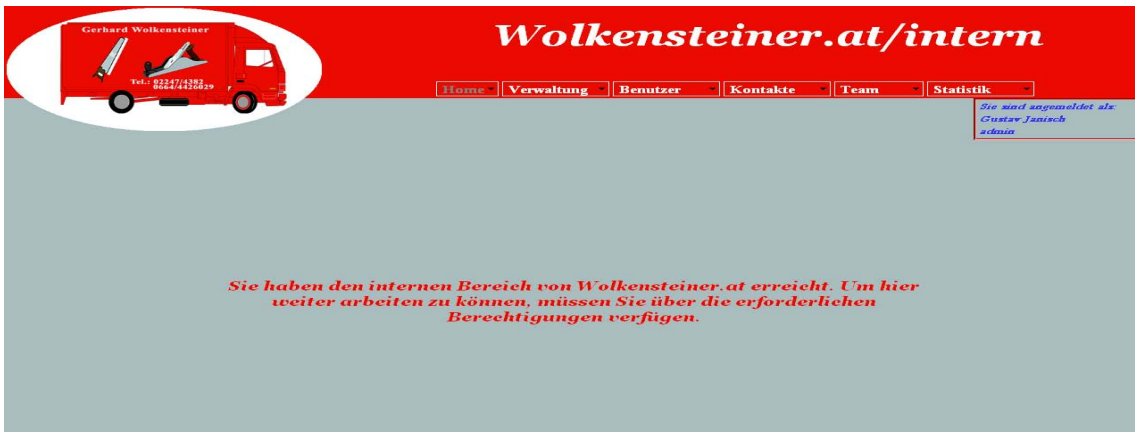 Gerhard Wolkensteiner
Tel.: 02247/4382
0664/4426029
Wolkensteiner.at/intern
Home Verwaltung Benutzer Kontakte Team Statistik
Sie sind angemeldet als:
Gustav Janisch
admin
Sie haben den internen Bereich von Wolkensteiner.at erreicht. Um hier
weiter arbeiten zu können, müssen Sie über die erforderlichen
Berechtigungen verfügen.